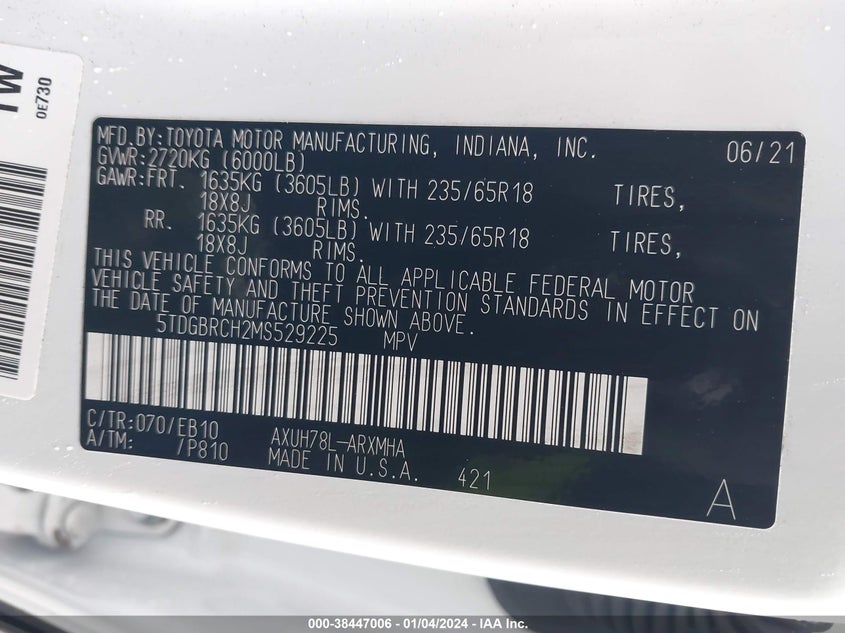 TW
0E730
MFD.BY:TOYOTA MOTOR MANUFACTURING, INDIANA, INC. 06/21
GVWR:2720KG (6000LB)
GAWR:FRT. 1635KG (3605LB) WITH 235/65R18 TIRES,
18X8J RIMS.
RR. 1635KG (3605LB) WITH 235/65R18 TIRES,
18X8J RIMS.
THIS VEHICLE CONFORMS TO ALL APPLICABLE FEDERAL MOTOR
VEHICLE SAFETY AND THEFT PREVENTION STANDARDS IN EFFECT ON
THE DATE OF MANUFACTURE SHOWN ABOVE.
5TDGBRCH2MS529225 MPV
C/TR:070/EB10 AXUH78L-ARXMHA
A/TM: /P810 MADE IN U.S.A. 421
A
000-38447006 — 01/04/2024 — IAA Inc.